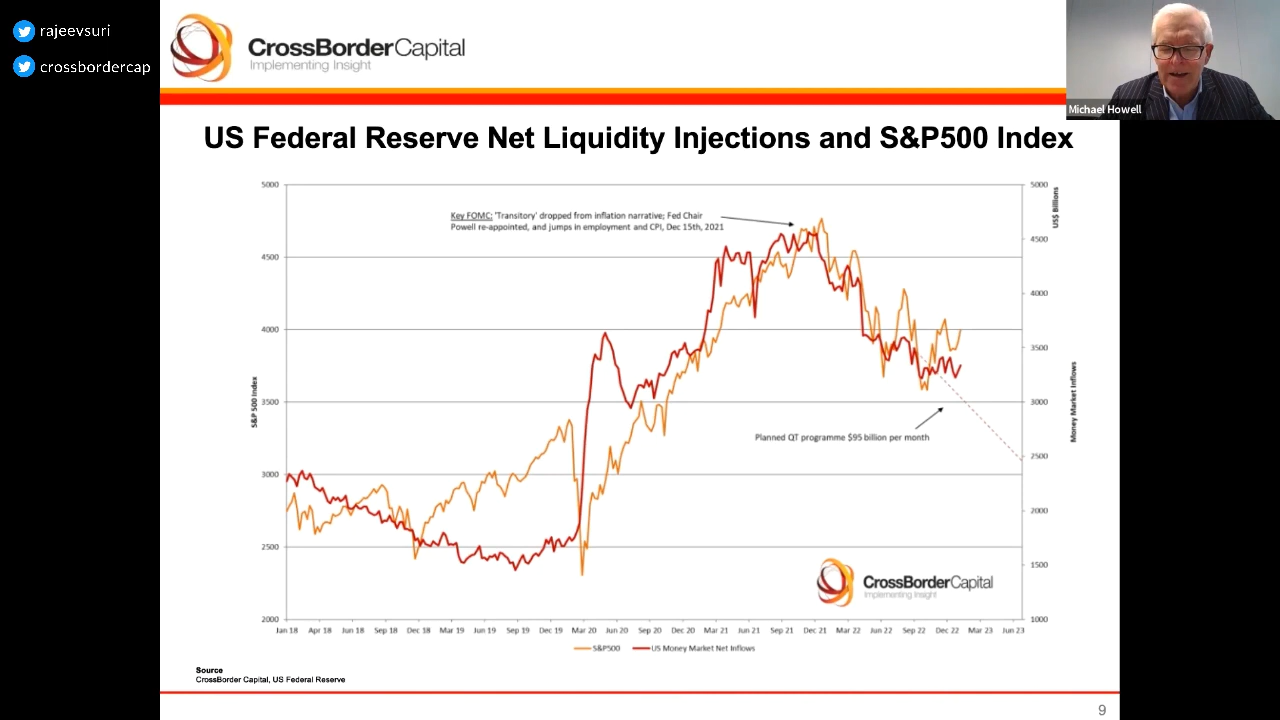 rajeevsuri
crossbordercap
CrossBorderCapital
Implementing Insight
Michael Howell
US Federal Reserve Net Liquidity Injections and S&P500 Index
5000
4500
4000
3500
3000
2500
2000
S&P 500 Index
Key FOMC: 'Transitory' dropped from inflation narrative; Fed Chair
Powell re-appointed, and jumps in employment and CPI, Dec 15th, 2021
Planned QT programme $95 billion per month
CrossBorderCapital
Implementing Insight
5000
4500
4000
3500
3000
2500
2000
1500
1000
US$ Billions
Money Market Inflows
Jan 18 Apr 18 Jun 18 Sep 18 Dec 18 Mar 19 Jun 19 Sep 19 Dec 19 Mar 20 Jun 20 Sep 20 Dec 20 Mar 21 Jun 21 Sep 21 Dec 21 Mar 22 Jun 22 Sep 22 Dec 22 Mar 23 Jun 23
S&P500 US Money Market Net Inflows
Source
CrossBorder Capital, US Federal Reserve
9